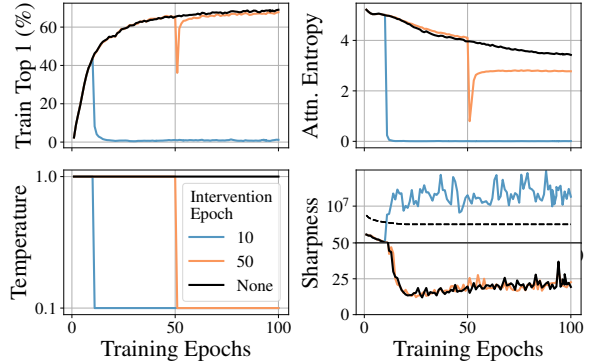 Train Top 1 (%)
60
40
20
0
Attn. Entropy
4
2
0
Temperature
1.0
0.1
Intervention
Epoch
10
50
None
0
50
100
Training Epochs
Sharpness
10⁷
50
25
0
0
50
100
Training Epochs